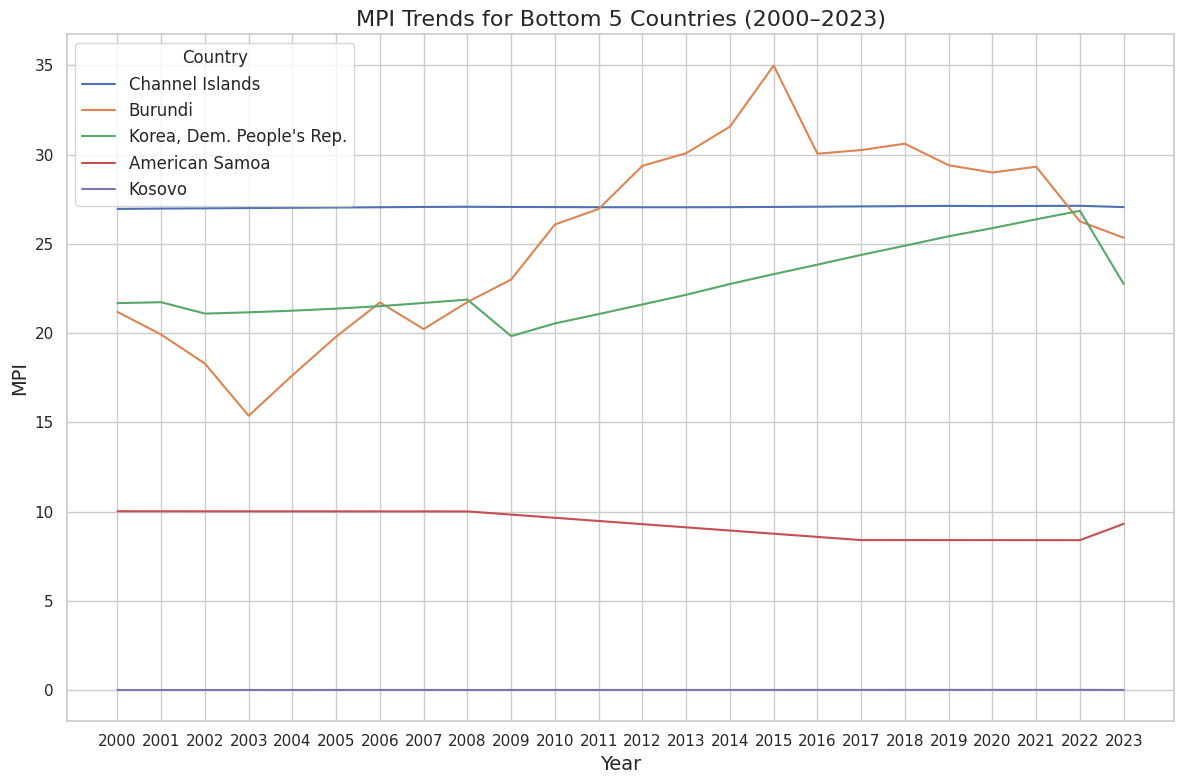 MPI Trends for Bottom 5 Countries (2000–2023)
Country
Channel Islands
Burundi
Korea, Dem. People's Rep.
American Samoa
Kosovo
MPI
35
30
25
20
15
10
5
0
2000 2001 2002 2003 2004 2005 2006 2007 2008 2009 2010 2011 2012 2013 2014 2015 2016 2017 2018 2019 2020 2021 2022 2023
Year